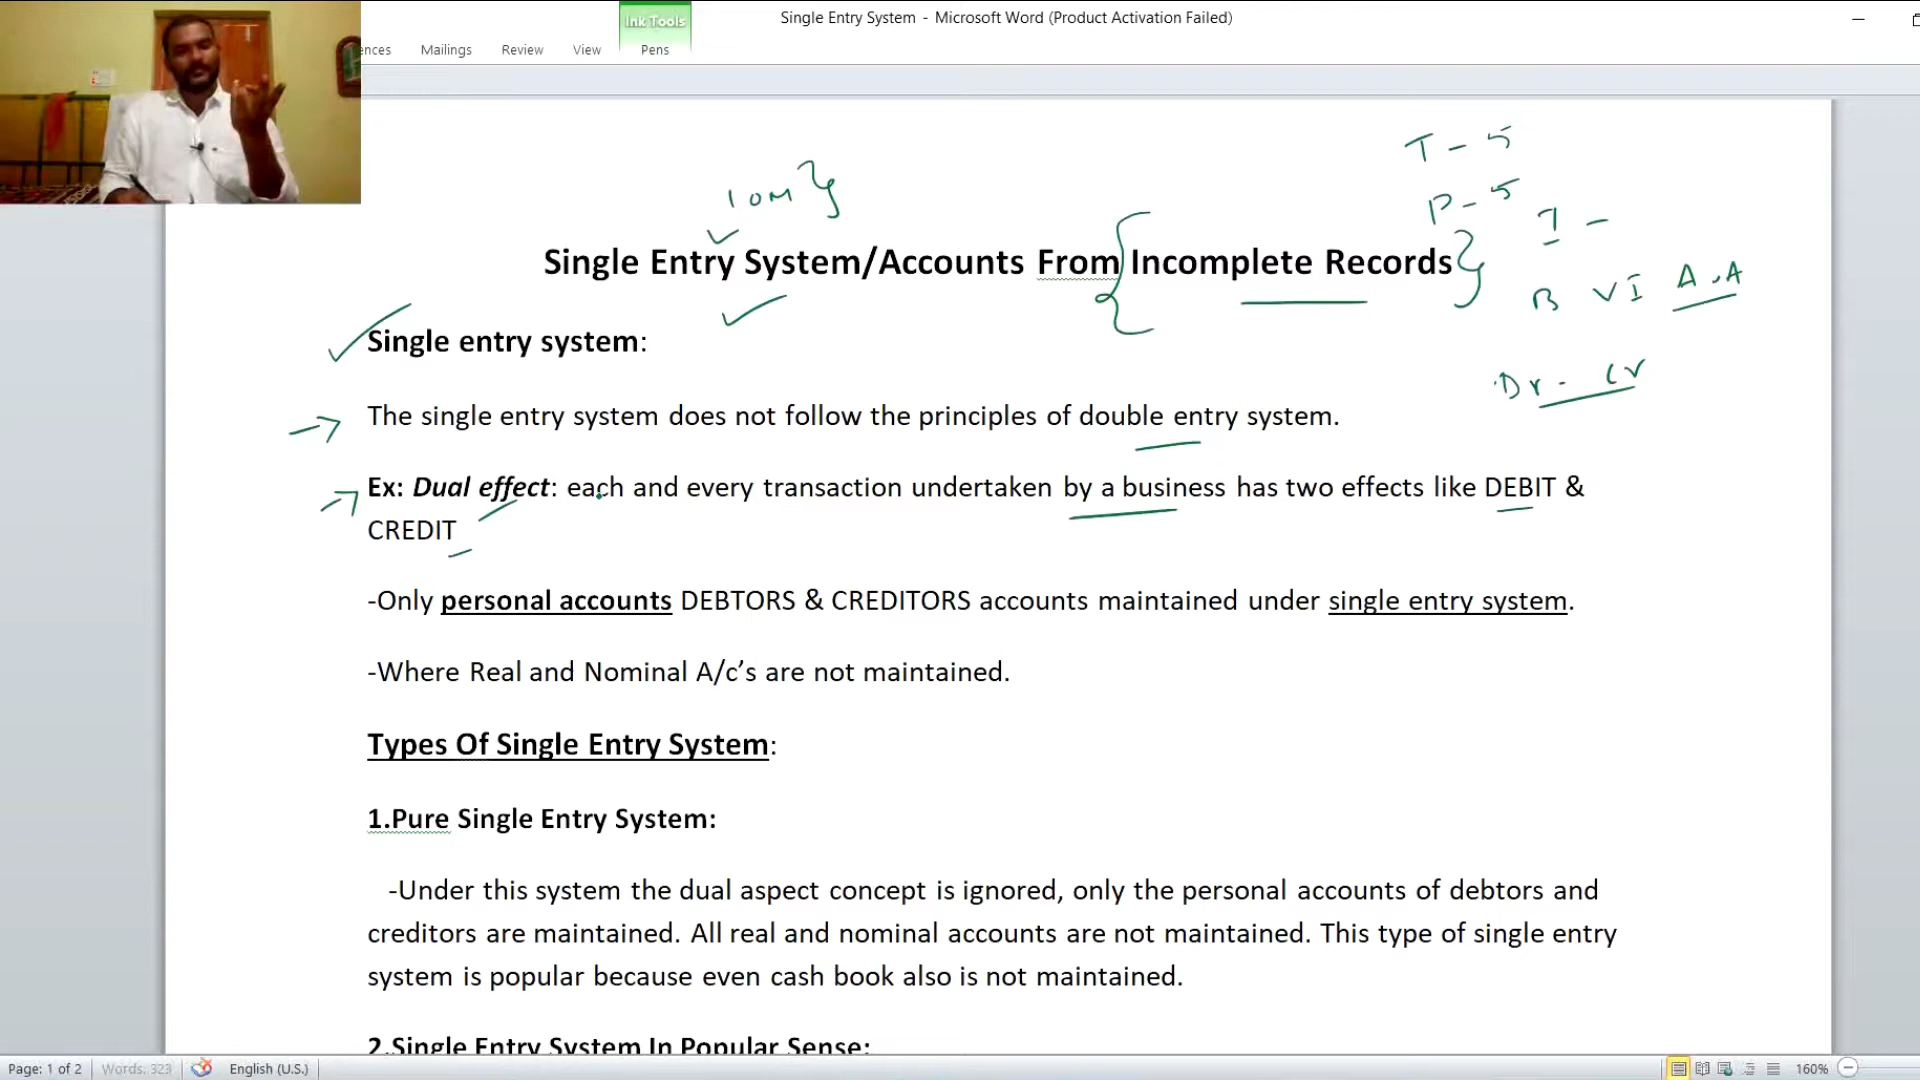 Single Entry System - Microsoft Word (Product Activation Failed)
Ink Tools
ences Mailings Review View Pens
T - 5
P - 5
10M}
I -
Single Entry System/Accounts From Incomplete Records
B VI A.A
Single entry system:
Dr - Cr
The single entry system does not follow the principles of double entry system.
Ex: Dual effect: each and every transaction undertaken by a business has two effects like DEBIT &
CREDIT
-Only personal accounts DEBTORS & CREDITORS accounts maintained under single entry system.
-Where Real and Nominal A/c’s are not maintained.
Types Of Single Entry System:
1.Pure Single Entry System:
-Under this system the dual aspect concept is ignored, only the personal accounts of debtors and
creditors are maintained. All real and nominal accounts are not maintained. This type of single entry
system is popular because even cash book also is not maintained.
2.Single Entry System In Popular Sense:
Page: 1 of 2 Words: 323 English (U.S.) 160%